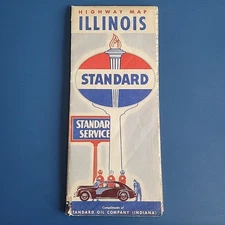 HIGHWAY MAP
ILLINOIS
STANDARD
STANDARD
SERVICE
Compliments of
STANDARD OIL COMPANY (INDIANA)